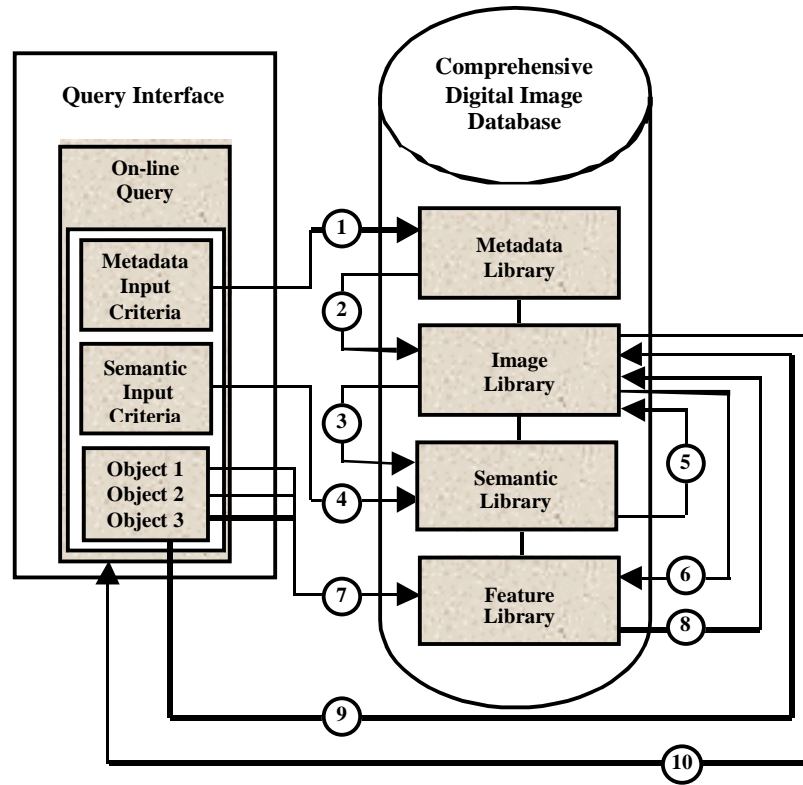 Query Interface
On-line
Query
Metadada
Input
Criteria
Semantic
Input
Criteria
Object 1
Object 2
Object 3
Comprehensive
Digital Image
Database
Metadata
Library
Image
Library
Semantic
Library
Feature
Library
1
2
3
4
5
6
7
8
9
10